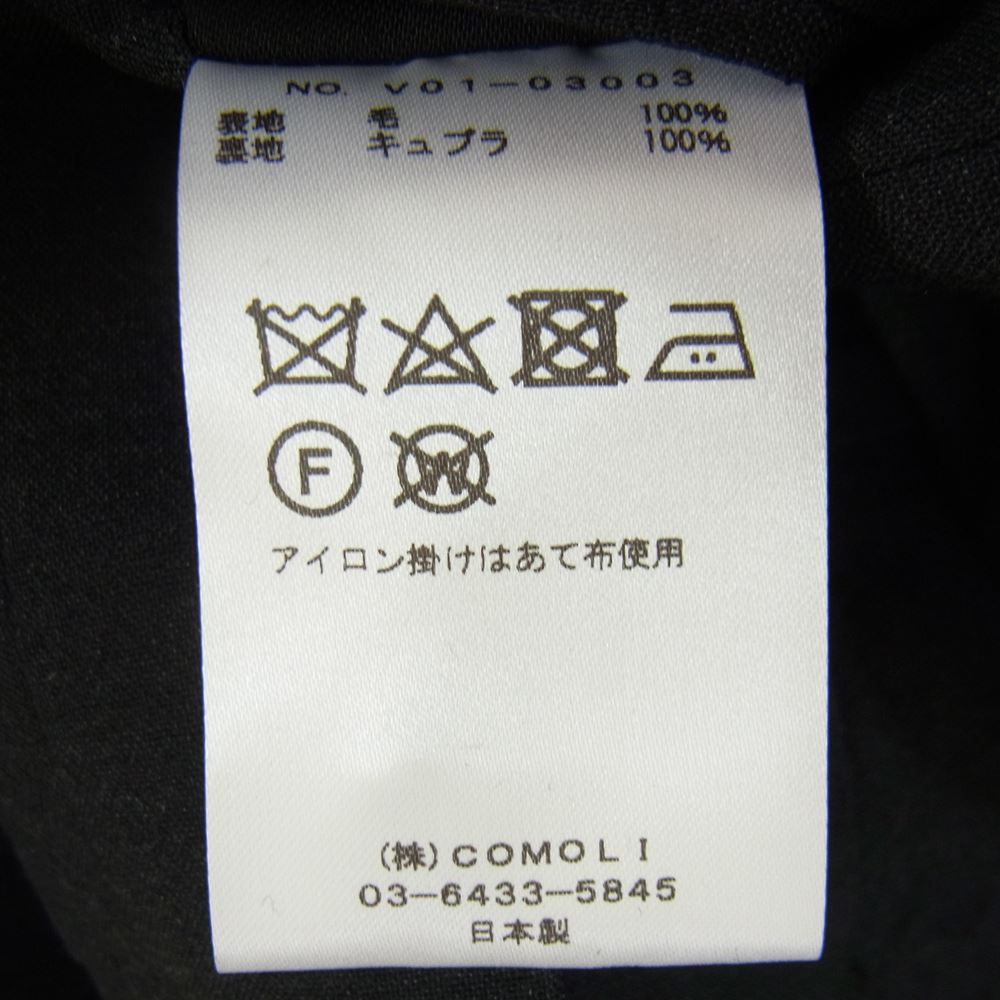 NO. V01-03003
表地 毛 100%
裏地 キュプラ 100%
F W
アイロン掛けはあて布使用
(株)COMOLI
03-6433-5845
日本製